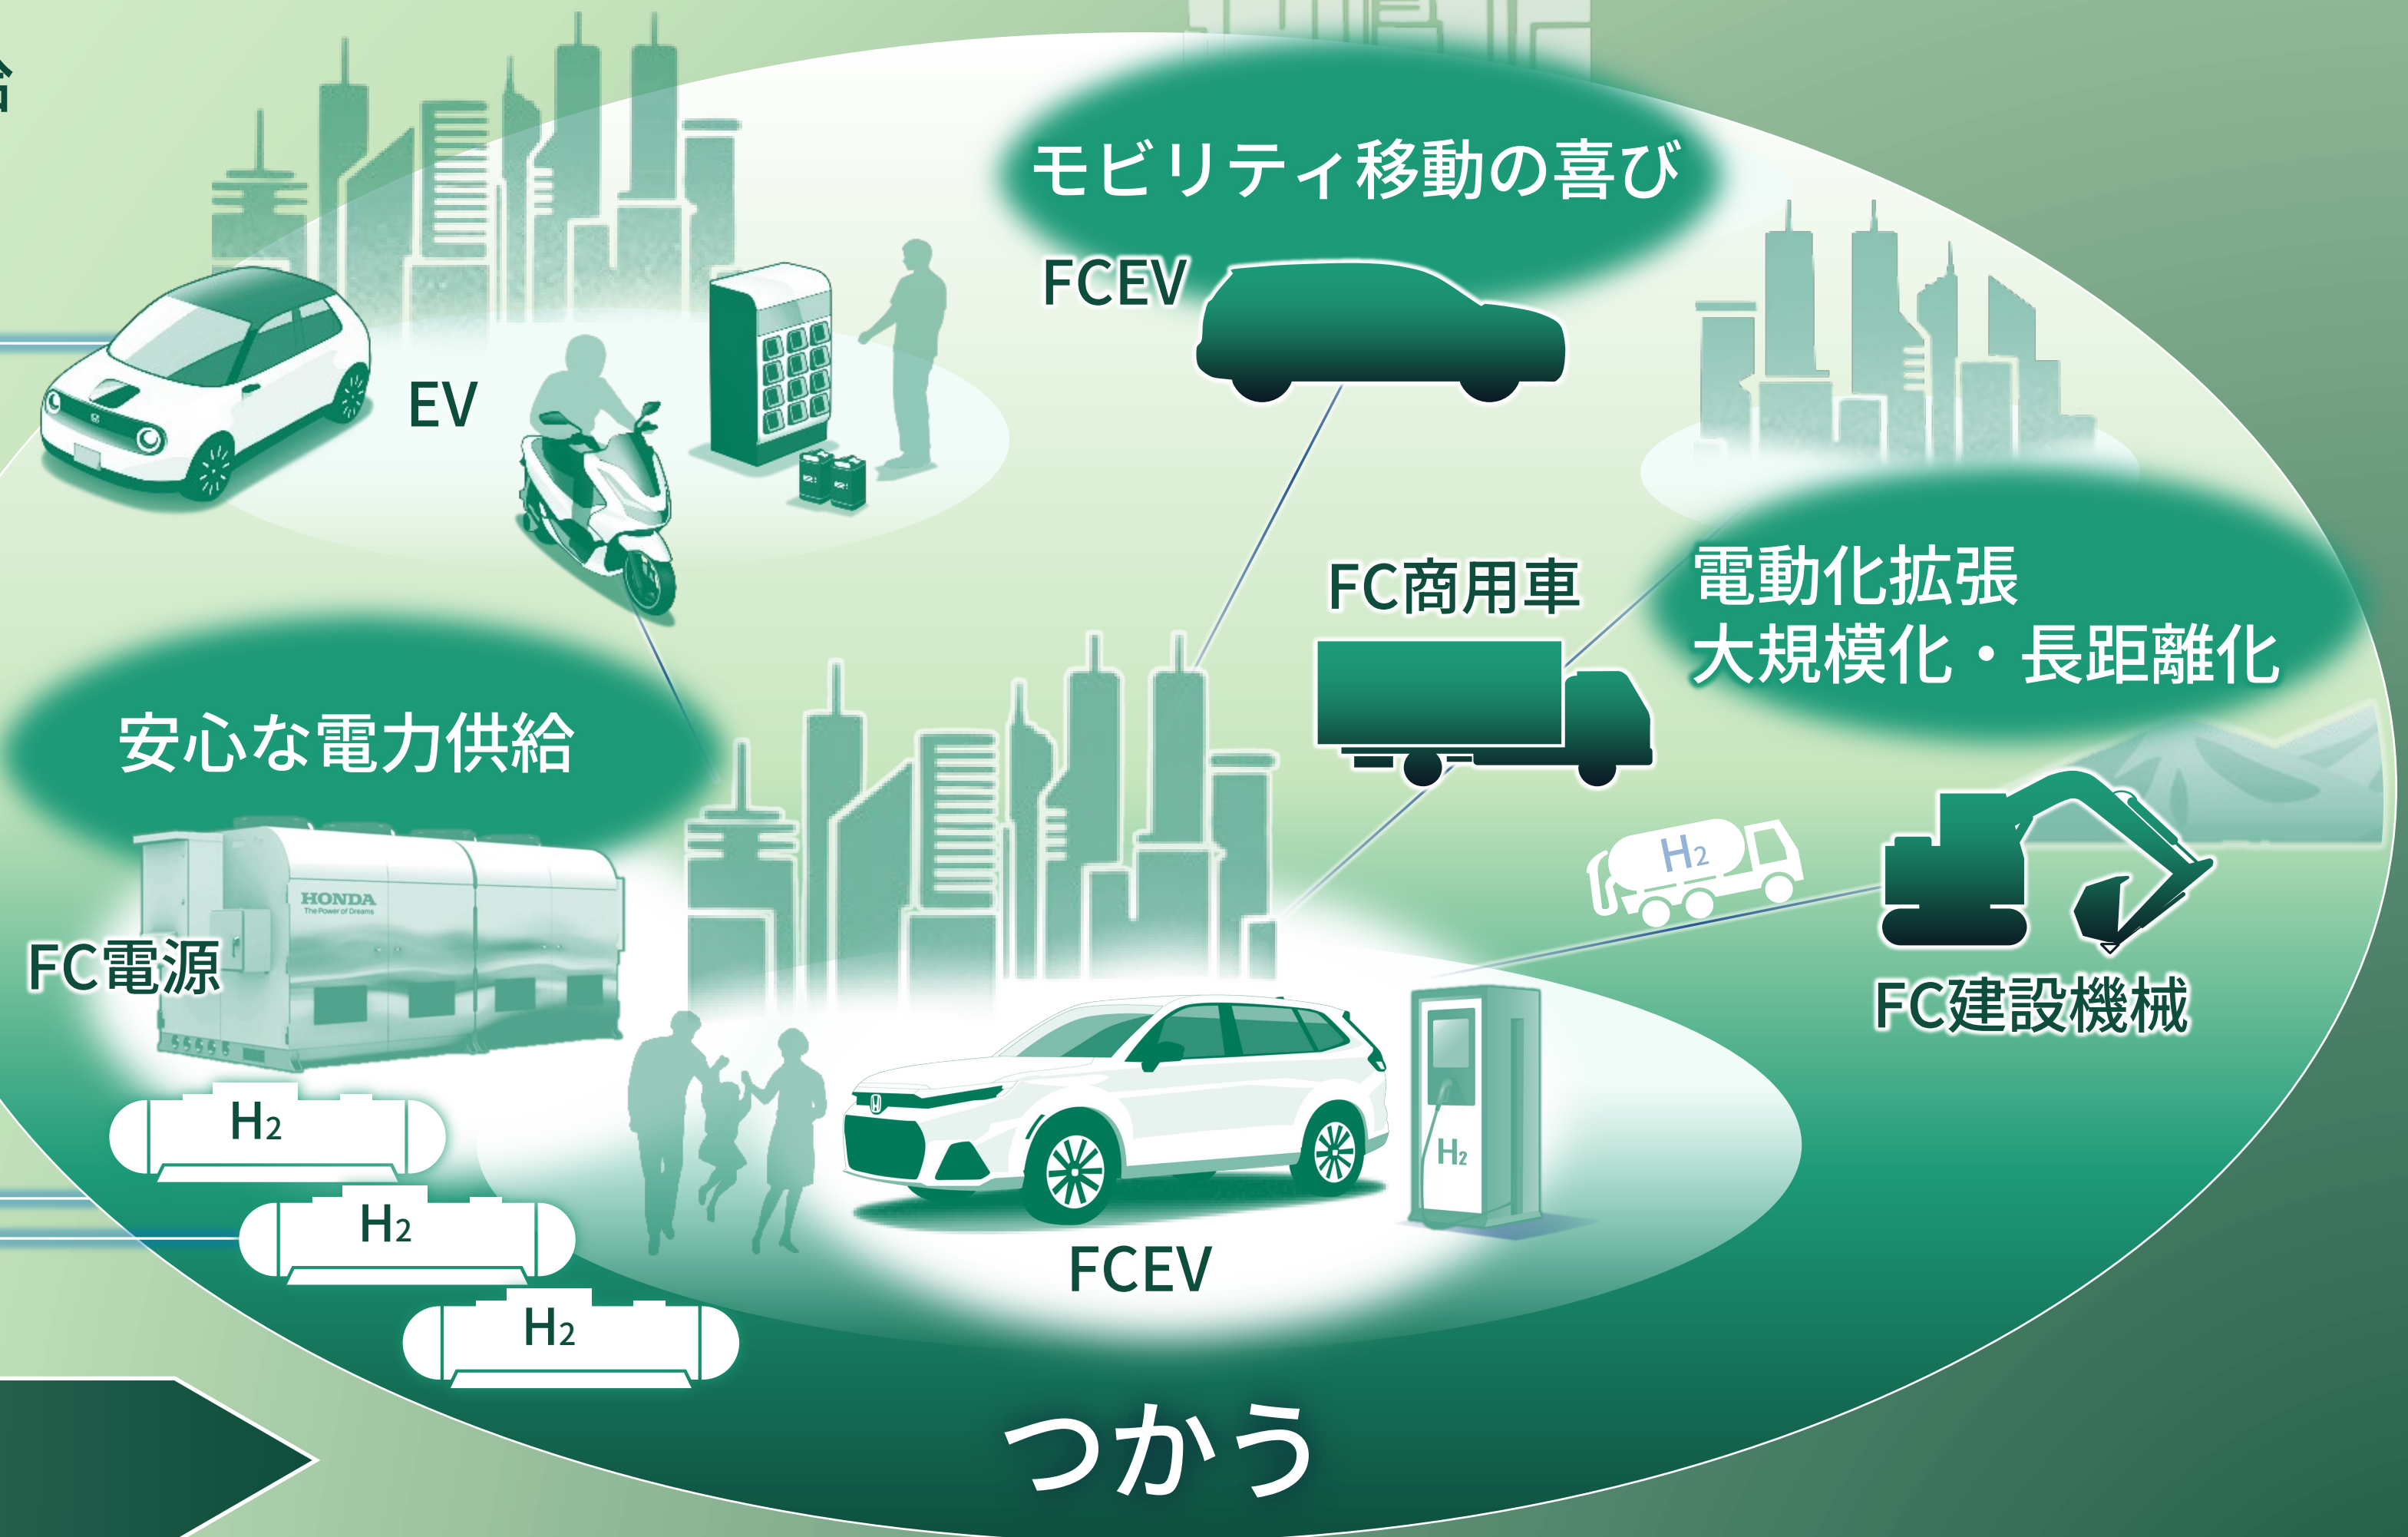 モビリティ移動の喜び
FCEV
EV
FC商用車
電動化拡張
大規模化・長距離化
安心な電力供給
HONDA
The Power of Dreams
FC電源
H2
FC建設機械
H2
H2
H2
H2
FCEV
つかう